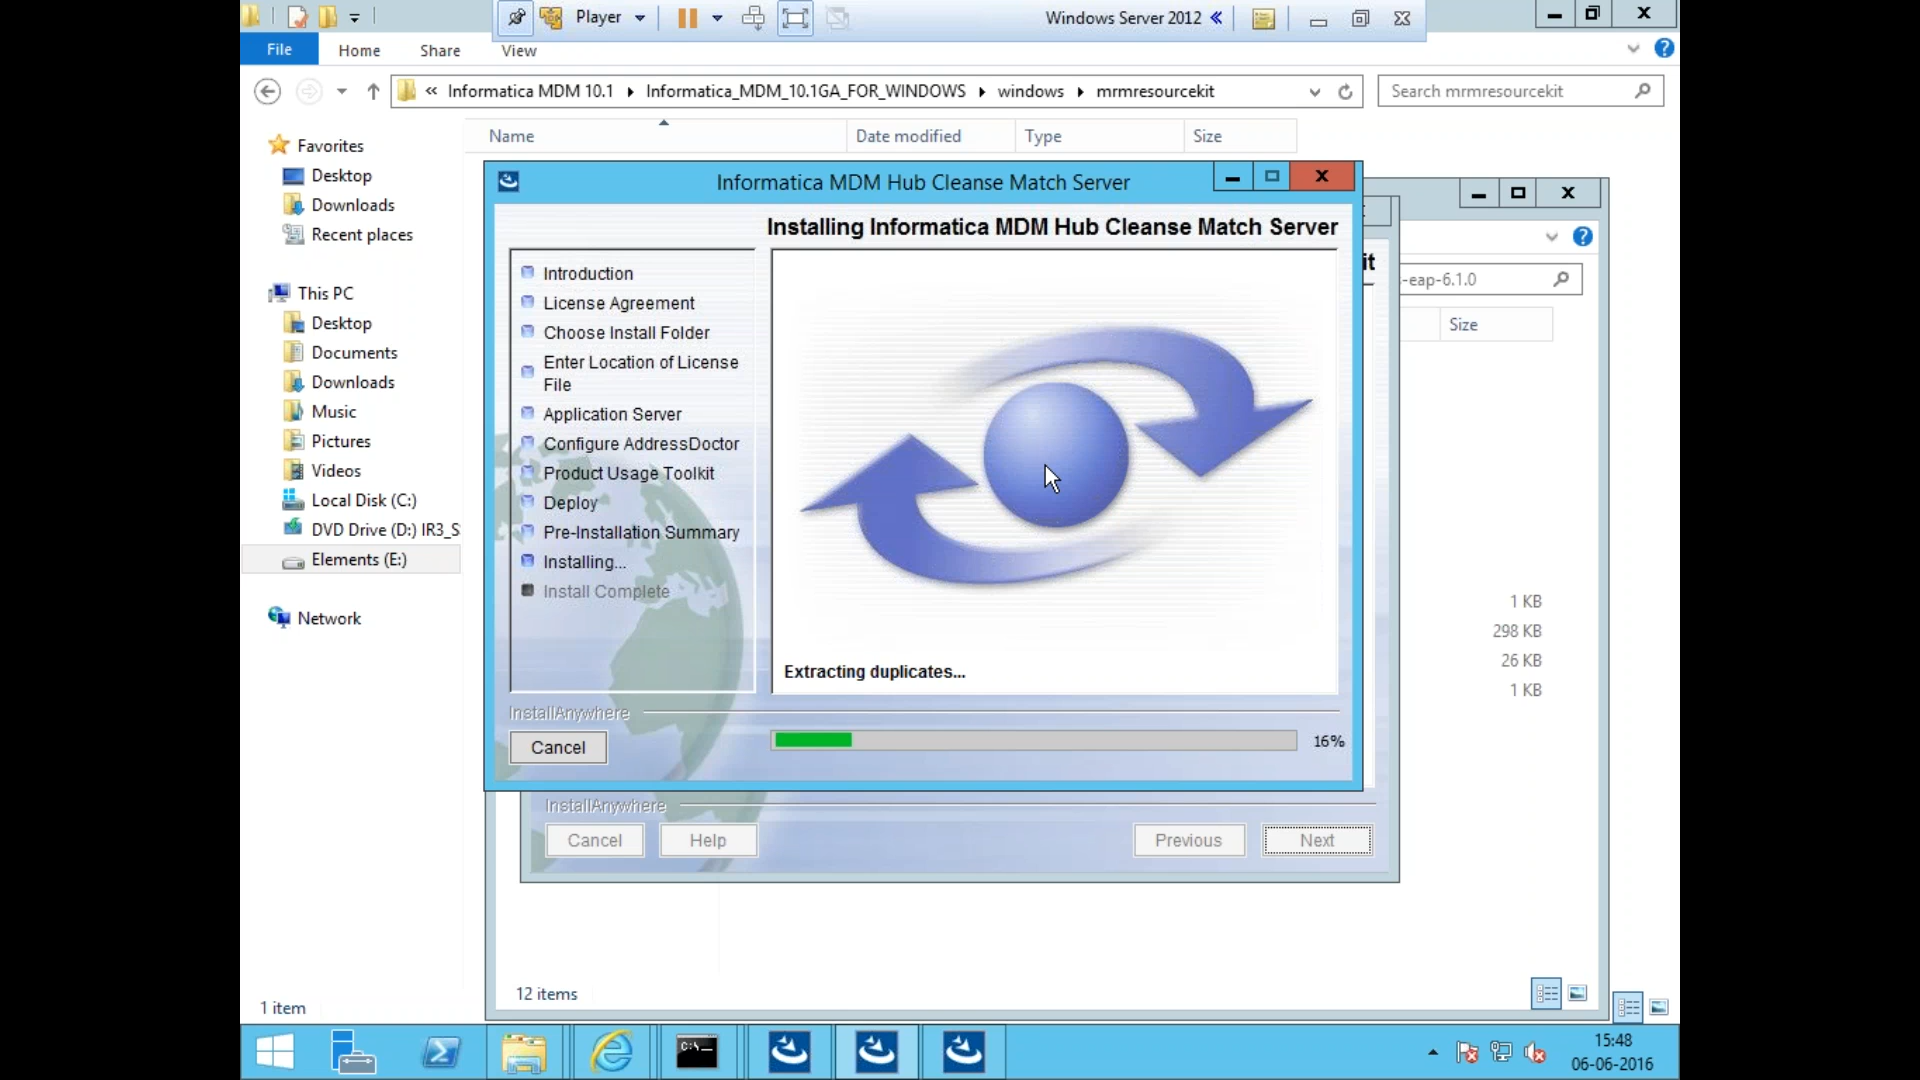 Player
Windows Server 2012
File
Home
Share
View
« Informatica MDM 10.1
Informatica_MDM_10.1GA_FOR_WINDOWS
windows
mrmresourcekit
Search mrmresourcekit
Name
Date modified
Type
Size
Favorites
Desktop
Downloads
Recent places
This PC
Desktop
Documents
Downloads
Music
Pictures
Videos
Local Disk (C:)
DVD Drive (D:) IR3_S
Elements (E:)
Network
1 item
Informatica MDM Hub Cleanse Match Server
Installing Informatica MDM Hub Cleanse Match Server
Introduction
License Agreement
Choose Install Folder
Enter Location of License
File
Application Server
Configure AddressDoctor
Product Usage Toolkit
Deploy
Pre-Installation Summary
Installing...
Install Complete
Extracting duplicates...
InstallAnywhere
Cancel
16%
it
InstallAnywhere
Cancel
Help
Previous
Next
-eap-6.1.0
Size
1 KB
298 KB
26 KB
1 KB
12 items
C:\
15:48
06-06-2016